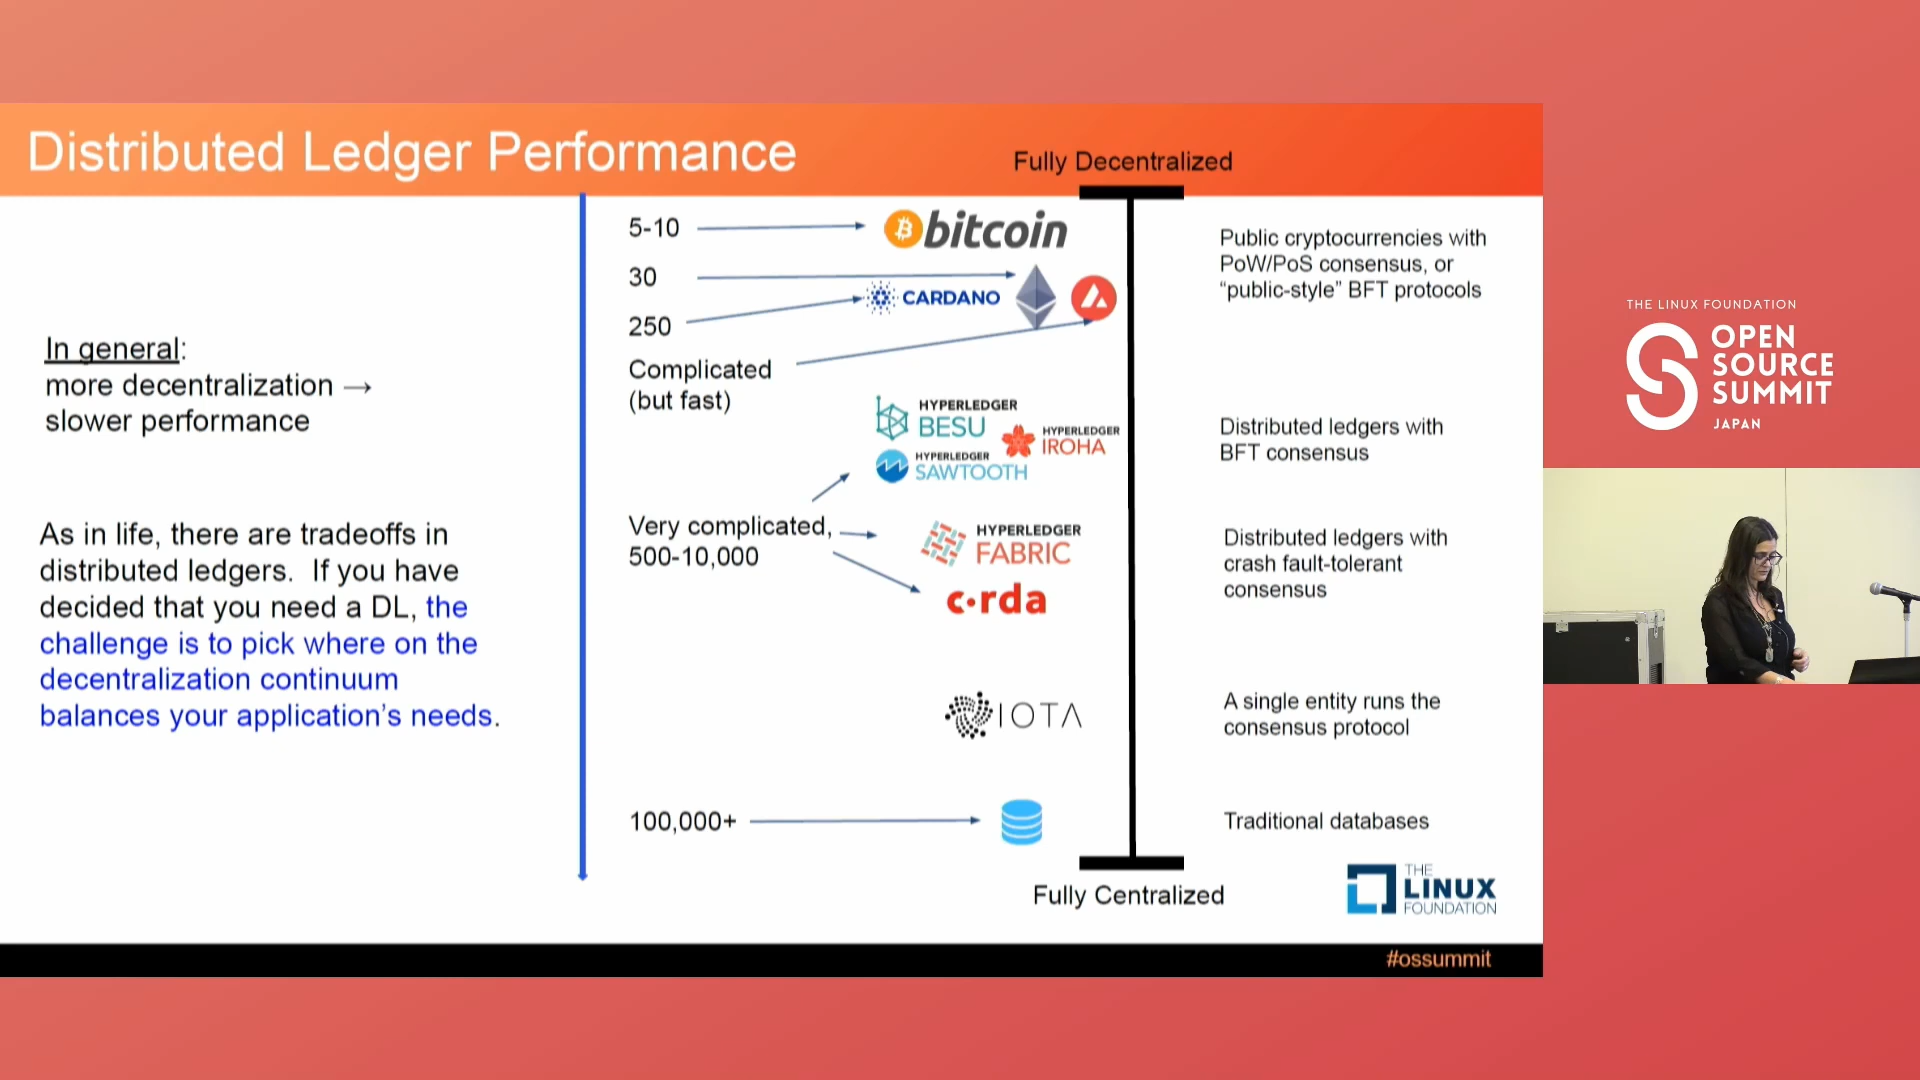 Distributed Ledger Performance
Fully Decentralized
In general:
more decentralization →
slower performance
As in life, there are tradeoffs in
distributed ledgers. If you have
decided that you need a DL, the
challenge is to pick where on the
decentralization continuum
balances your application's needs.
5-10
bitcoin
30
CARDANO
250
Complicated
(but fast)
HYPERLEDGER
BESU
HYPERLEDGER
IROHA
HYPERLEDGER
SAWTOOTH
Very complicated,
500-10,000
HYPERLEDGER
FABRIC
c•rda
IOTA
100,000+
Public cryptocurrencies with
PoW/PoS consensus, or
“public-style” BFT protocols
Distributed ledgers with
BFT consensus
Distributed ledgers with
crash fault-tolerant
consensus
A single entity runs the
consensus protocol
Traditional databases
Fully Centralized
THE
LINUX
FOUNDATION
#ossummit
THE LINUX FOUNDATION
OPEN
SOURCE
SUMMIT
JAPAN